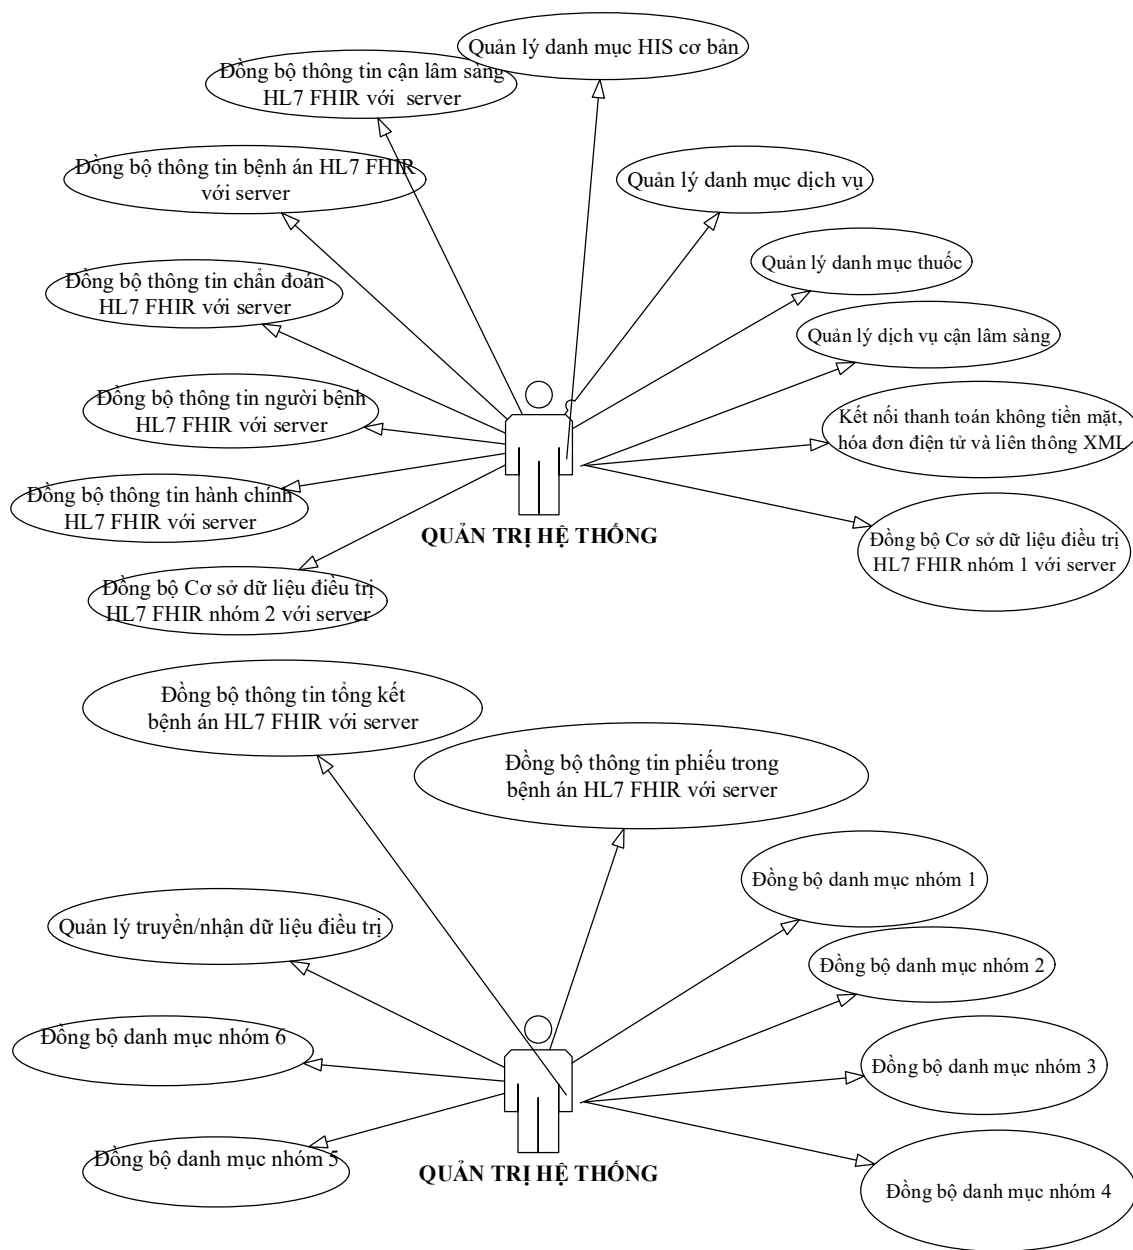 Quản lý danh mục HIS cơ bản
Đồng bộ thông tin cận lâm sàng
HL7 FHIR với server
Đồng bộ thông tin bệnh án HL7 FHIR
với server
Quản lý danh mục dịch vụ
Quản lý danh mục thuốc
Đồng bộ thông tin chẩn đoán
HL7 FHIR với server
Quản lý dịch vụ cận lâm sàng
Đồng bộ thông tin người bệnh
HL7 FHIR với server
Kết nối thanh toán không tiền mặt,
hóa đơn điện tử và liên thông XML
Đồng bộ thông tin hành chính
HL7 FHIR với server
QUẢN TRỊ HỆ THỐNG
Đồng bộ Cơ sở dữ liệu điều trị
HL7 FHIR nhóm 1 với server
Đồng bộ Cơ sở dữ liệu điều trị
HL7 FHIR nhóm 2 với server
Đồng bộ thông tin tổng kết
bệnh án HL7 FHIR với server
Đồng bộ thông tin phiếu trong
bệnh án HL7 FHIR với server
Đồng bộ danh mục nhóm 1
Quản lý truyền/nhận dữ liệu điều trị
Đồng bộ danh mục nhóm 2
Đồng bộ danh mục nhóm 6
Đồng bộ danh mục nhóm 3
Đồng bộ danh mục nhóm 5
QUẢN TRỊ HỆ THỐNG
Đồng bộ danh mục nhóm 4